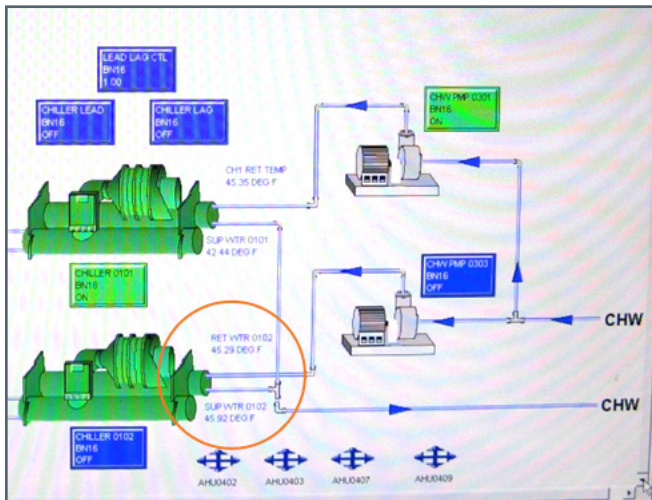 LEAD LAG CTL
BN16
1.00
CHILLER LEAD
BN16
OFF
CHILLER LAG
BN16
OFF
CHW PMP 0301
BN16
ON
CH1 RET TEMP
45.35 DEG F
SUP WTR 0101
42.44 DEG F
CHILLER 0101
BN16
ON
CHW PMP 0303
BN16
OFF
CHW
RET WTR 0102
45.29 DEG F
SUP WTR 0102
45.92 DEG F
CHW
CHILLER 0102
BN16
OFF
AHU0402
AHU0403
AHU0407
AHU0409